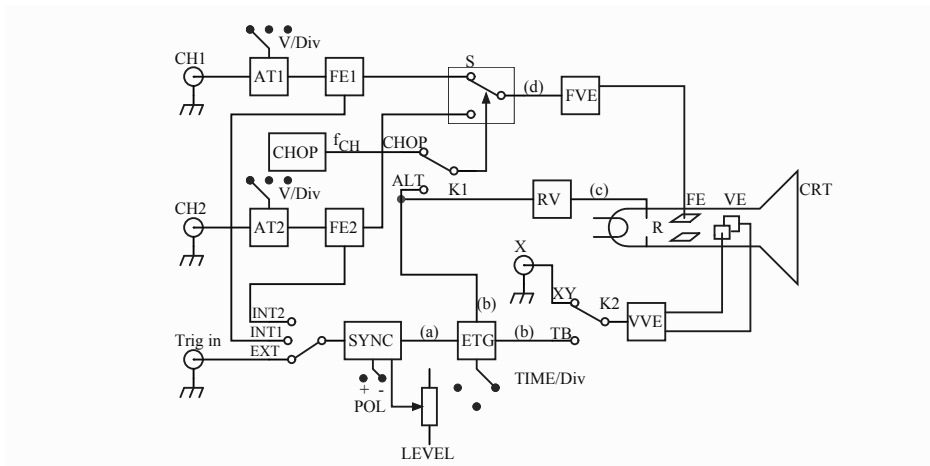 V/Div
CH1
AT1
FE1
S
(d)
FVE
CHOP
fCH
CHOP
V/Div
ALT
K1
RV
(c)
FE
VE
CRT
CH2
AT2
FE2
R
X
(b)
XY
K2
INT2
INT1
VVE
Trig in
EXT
SYNC
(a)
ETG
(b)
TB
+ -
POL
TIME/Div
LEVEL